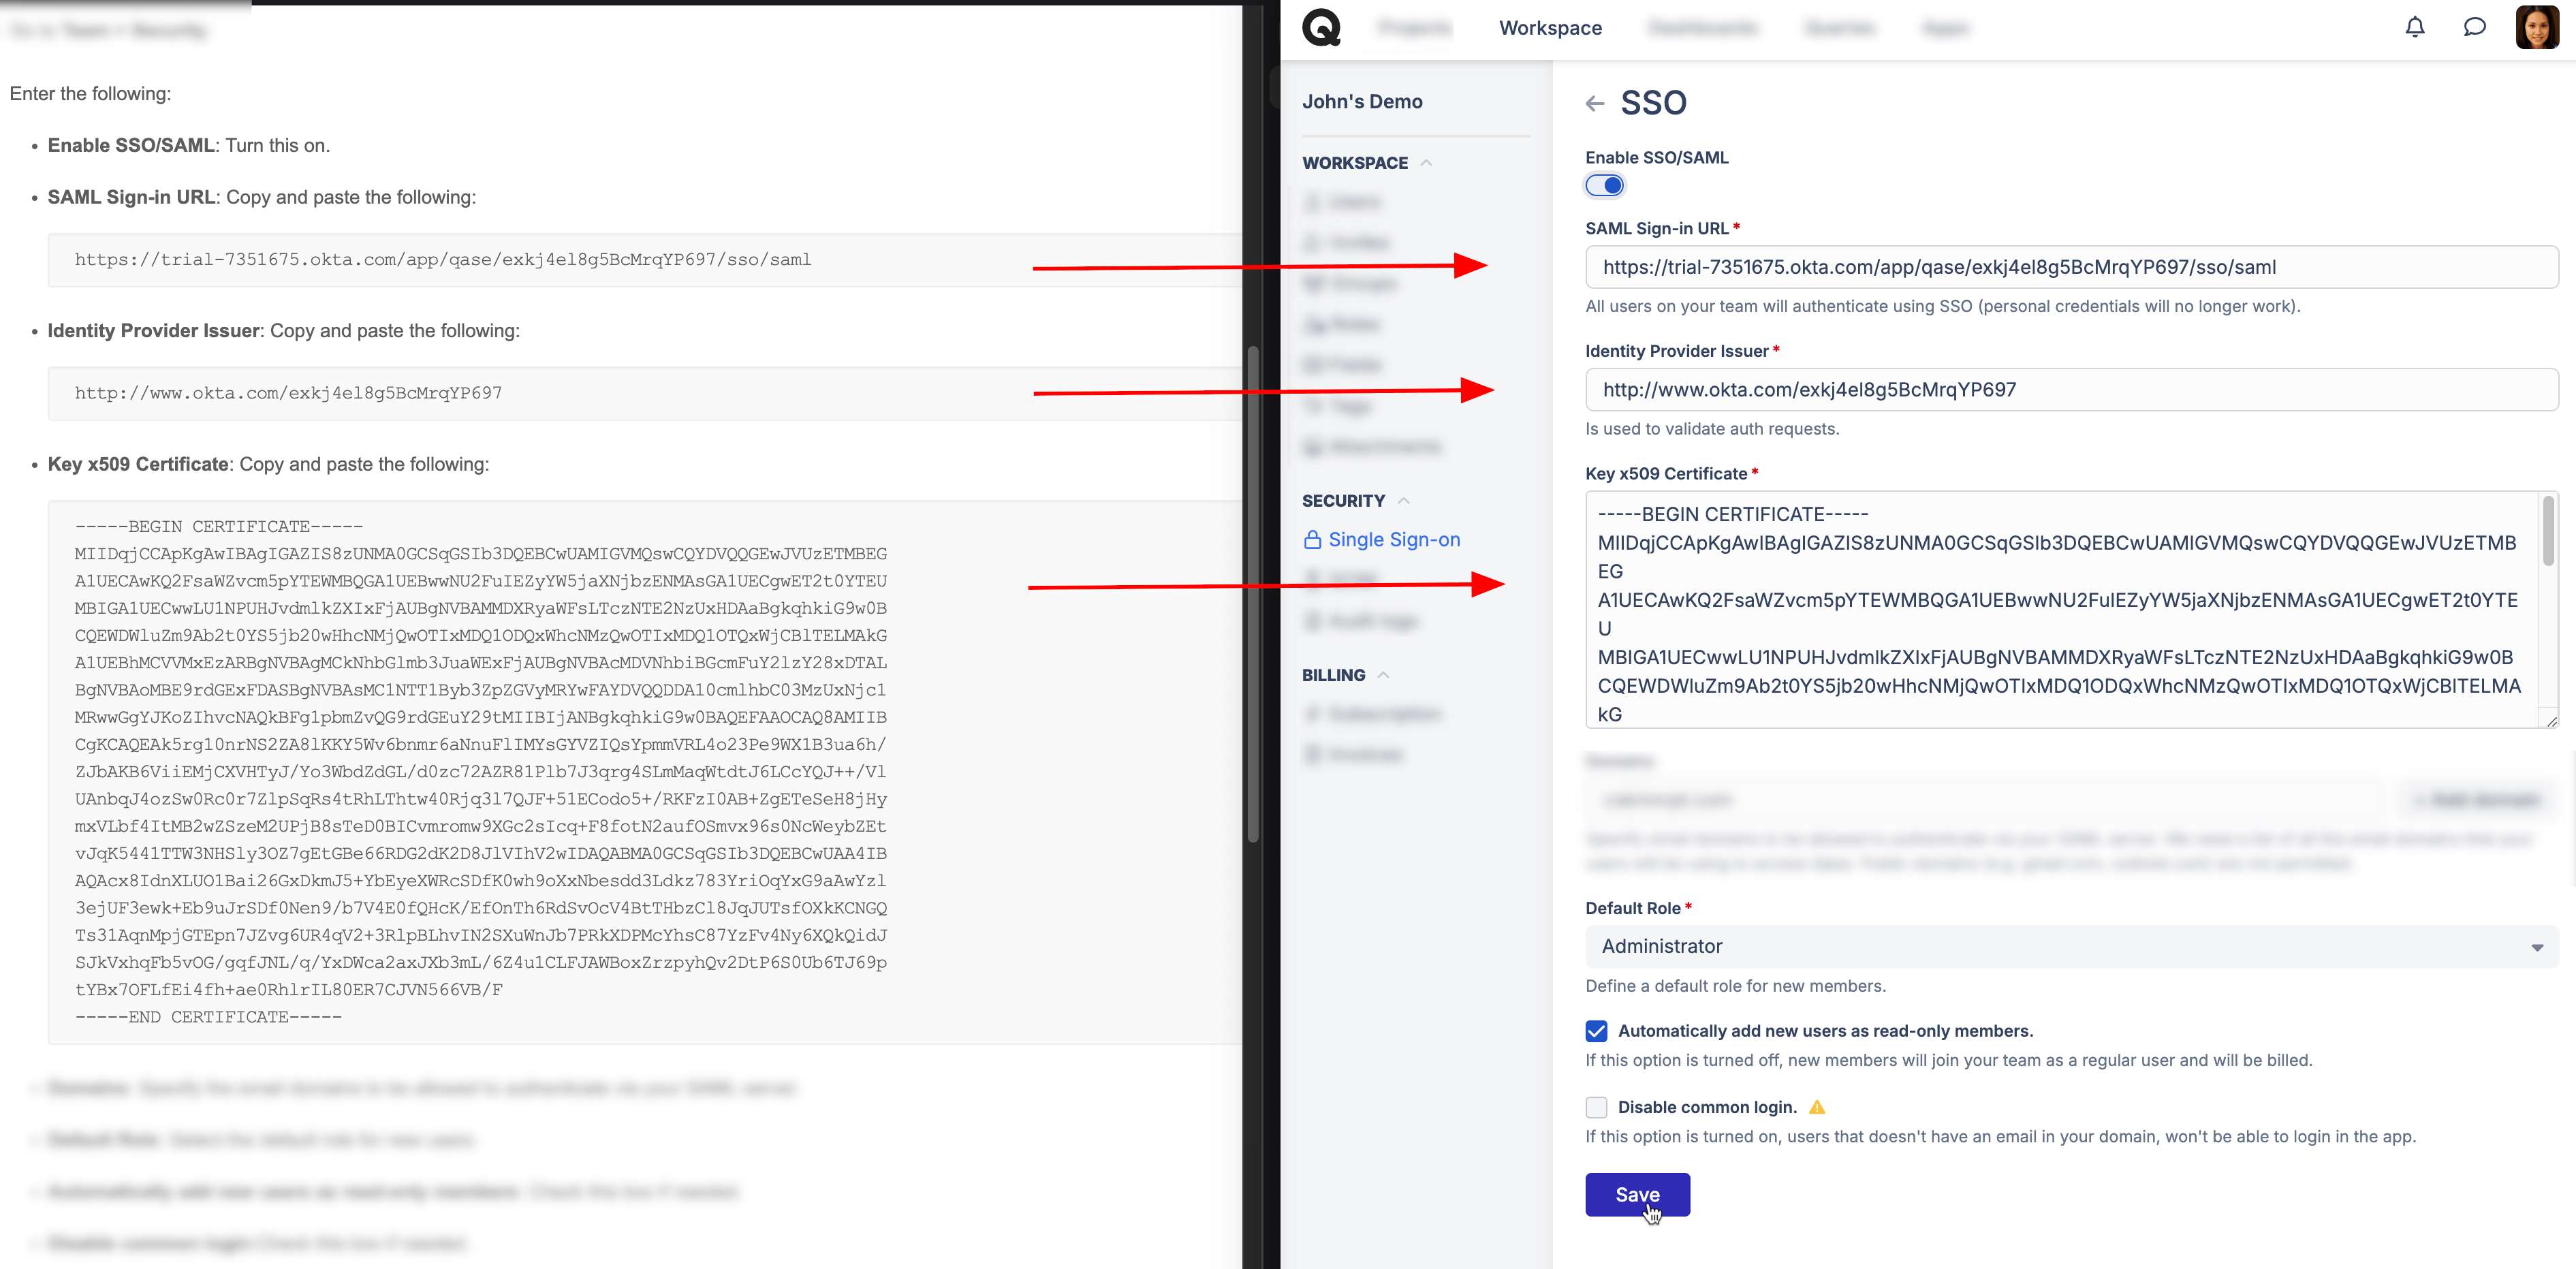 Enter the following:
• Enable SSO/SAML: Turn this on.
• SAML Sign-in URL: Copy and paste the following:
https://trial-7351675.okta.com/app/qase/exkj4el8g5BcMrqYP697/sso/saml
• Identity Provider Issuer: Copy and paste the following:
http://www.okta.com/exkj4el8g5BcMrqYP697
• Key x509 Certificate: Copy and paste the following:
-----BEGIN CERTIFICATE-----
MIIDqjCCApKgAwIBAgIGAZIS8zUNMA0GCSqGSIb3DQEBCwUAMIGVMQswCQYDVQQGEwJVUzETMBEG
A1UECAwKQ2FsaWZvcm5pYTEWMBQGA1UEBwwNU2FuIEZyYW5jaXNjbzENMAsGA1UECgwET2t0YTEU
MBIGA1UECwwLU1NPUHJvdmlkZXIxFjAUBgNVBAMMDXRyaWFsLTczNTE2NzUxHDAaBgkqhkiG9w0B
CQEWDWluZm9Ab2t0YS5jb20wHhcNMjQwOTIxMDQ1ODQxWhcNMzQwOTIxMDQ1OTQxWjCBlTELMAkG
A1UEBhMCVVMxEzARBgNVBAgMCkNhbGlmb3JuaWExFjAUBgNVBAcMDVNhbiBGcmFuY2lzY28xDTAL
BgNVBAoMBE9rdGExFDASBgNVBAsMC1NTT1Byb3ZpZGVyMRYwFAYDVQQDDA10cmlhbC03MzUxNjc1
MRwwGgYJKoZIhvcNAQkBFg1pbmZvQG9rdGEuY29tMIIBIjANBgkqhkiG9w0BAQEFAAOCAQ8AMIIB
CgKCAQEAk5rg10nrNS2ZA8lKKY5Wv6bnmr6aNnuFlIMYsGYVZIQsYpmmVRL4o23Pe9WX1B3ua6h/
ZJbAKB6ViiEMjCXVHTyJ/Yo3WbdZdGL/d0zc72AZR81Plb7J3qrg4SLmMaqWtdtJ6LCcYQJ++/Vl
UAnbqJ4ozSw0Rc0r7ZlpSqRs4tRhLThtw40Rjq3l7QJF+51ECodo5+/RKFzI0AB+ZgETeSeH8jHy
mxVLbf4ItMB2wZSzeM2UPjB8sTeD0BICvmromw9XGc2sIcq+F8fotN2aufOSmvx96s0NcWeybZEt
vJqK5441TTW3NHSly3OZ7gEtGBe66RDG2dK2D8JlVIhV2wIDAQABMA0GCSqGSIb3DQEBCwUAA4IB
AQAcx8IdnXLUO1Bai26GxDkmJ5+YbEyeXWRcSDfK0wh9oXxNbesdd3Ldkz783YriOqYxG9aAwYzl
3ejUF3ewk+Eb9uJrSDf0Nen9/b7V4E0fQHcK/EfOnTh6RdSvOcV4BtTHbzCl8JqJUTsfOXkKCNGQ
Ts31AqnMpjGTEpn7JZvg6UR4qV2+3RlpBLhvIN2SXuWnJb7PRkXDPMcYhsC87YzFv4Ny6XQkQidJ
SJkVxhqFb5vOG/gqfJNL/q/YxDWca2axJXb3mL/6Z4u1CLFJAWBoxZrzpyhQv2DtP6S0Ub6TJ69p
tYBx7OFLfEi4fh+ae0RhlrIL80ER7CJVN566VB/F
-----END CERTIFICATE-----
Workspace
John's Demo
WORKSPACE
SECURITY
Single Sign-on
BILLING
SSO
Enable SSO/SAML
SAML Sign-in URL *
https://trial-7351675.okta.com/app/qase/exkj4el8g5BcMrqYP697/sso/saml
All users on your team will authenticate using SSO (personal credentials will no longer work).
Identity Provider Issuer *
http://www.okta.com/exkj4el8g5BcMrqYP697
Is used to validate auth requests.
Key x509 Certificate *
-----BEGIN CERTIFICATE-----
MIIDqjCCApKgAwIBAgIGAZIS8zUNMA0GCSqGSIb3DQEBCwUAMIGVMQswCQYDVQQGEwJVUzETMB
EG
A1UECAwKQ2FsaWZvcm5pYTEWMBQGA1UEBwwNU2FuIEZyYW5jaXNjbzENMAsGA1UECgwET2t0YTE
U
MBIGA1UECwwLU1NPUHJvdmlkZXIxFjAUBgNVBAMMDXRyaWFsLTczNTE2NzUxHDAaBgkqhkiG9w0B
CQEWDWluZm9Ab2t0YS5jb20wHhcNMjQwOTIxMDQ1ODQxWhcNMzQwOTIxMDQ1OTQxWjCBlTELMA
kG
Default Role *
Administrator
Define a default role for new members.
Automatically add new users as read-only members.
If this option is turned off, new members will join your team as a regular user and will be billed.
Disable common login.
If this option is turned on, users that doesn't have an email in your domain, won't be able to login in the app.
Save